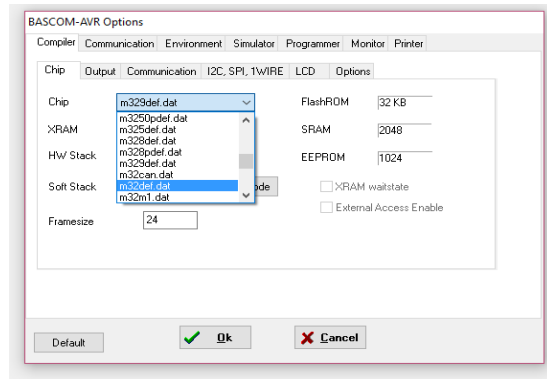 BASCOM-AVR Options
Compiler Communication Environment Simulator Programmer Monitor Printer
Chip Output Communication I2C, SPI, 1WIRE LCD Options
Chip m329def.dat FlashROM 32 KB
m3250pdef.dat
m325def.dat
XRAM SRAM 2048
m328def.dat
m328pdef.dat
HW Stack EEPROM 1024
m329def.dat
m32can.dat
Soft Stack m32def.dat XRAM waitstate
m32m1.dat
External Access Enable
Framesize 24
Default Ok Cancel